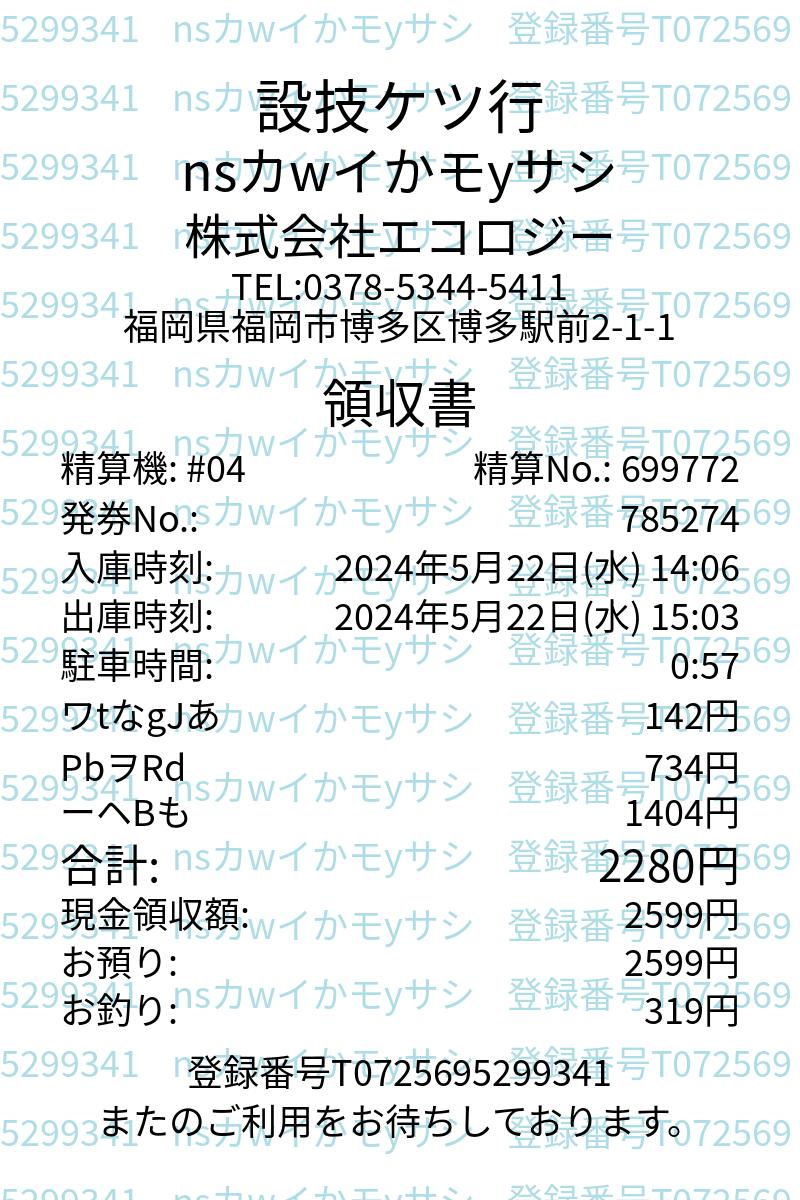 設技ケツ行
nsカwイかモyサシ
株式会社エコロジー
TEL:0378-5344-5411
福岡県福岡市博多区博多駅前2-1-1
領収書
精算機: #04 精算No.: 699772
発券No.: 785274
入庫時刻: 2024年5月22日(水) 14:06
出庫時刻: 2024年5月22日(水) 15:03
駐車時間: 0:57
ワtなgJあ 142円
PbヲRd 734円
ーヘBも 1404円
合計: 2280円
現金領収額: 2599円
お預り: 2599円
お釣り: 319円
登録番号T0725695299341
またのご利用をお待ちしております。